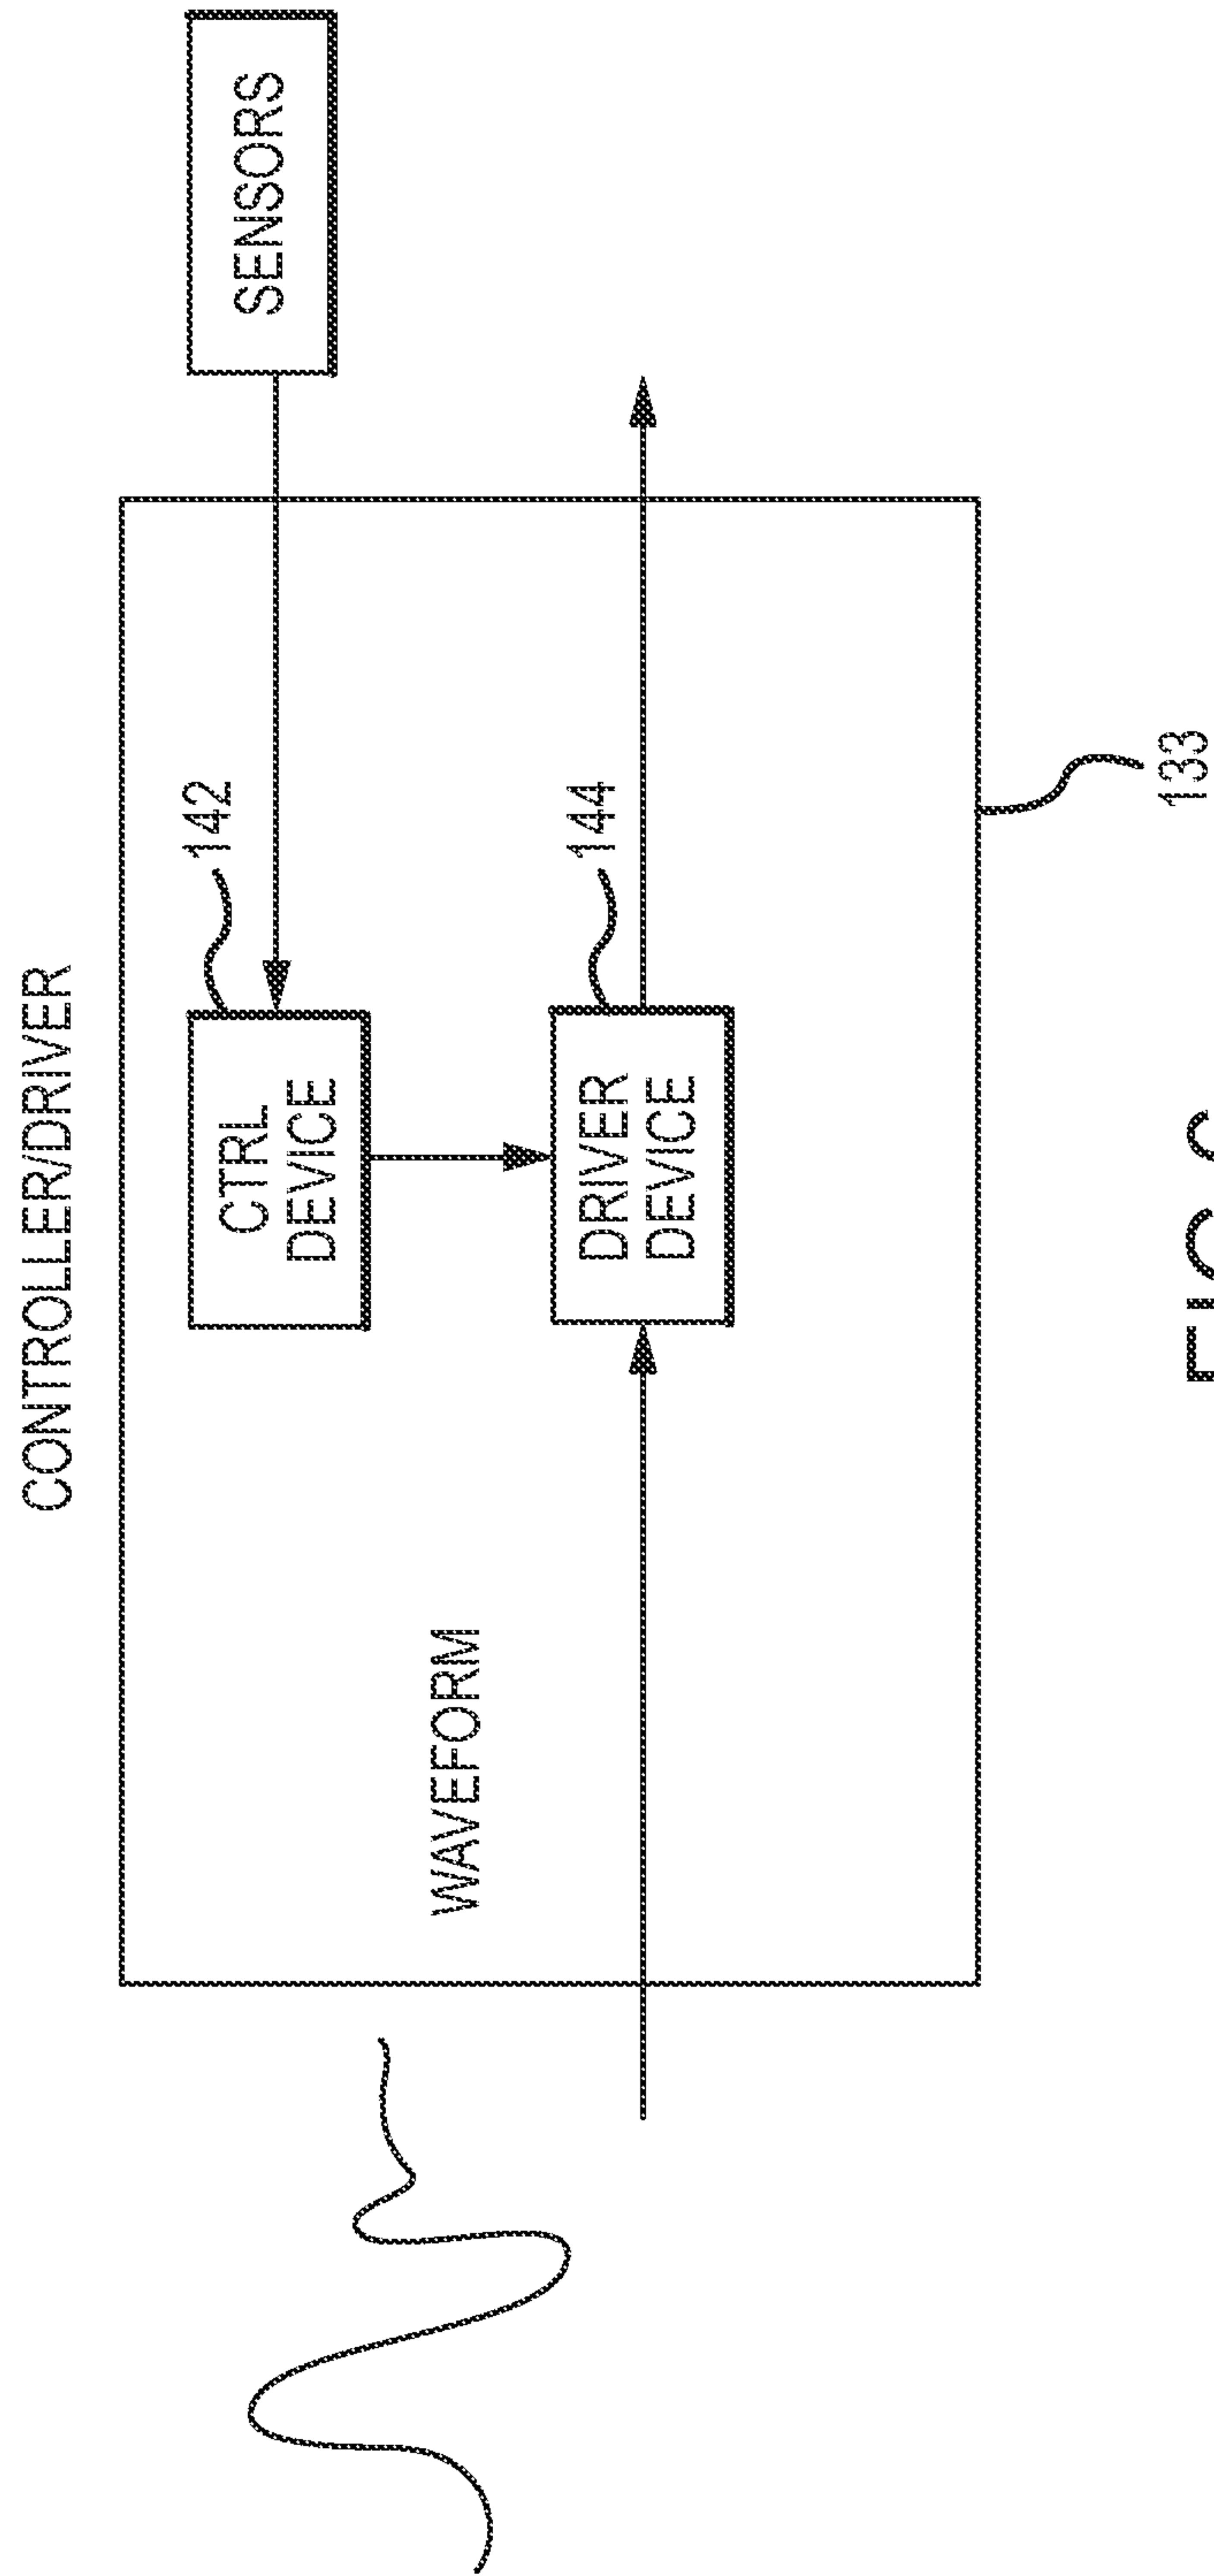 CONTROLLER/DRIVER
SENSORS
142
CTRL
DEVICE
WAVEFORM
144
DRIVER
DEVICE
133